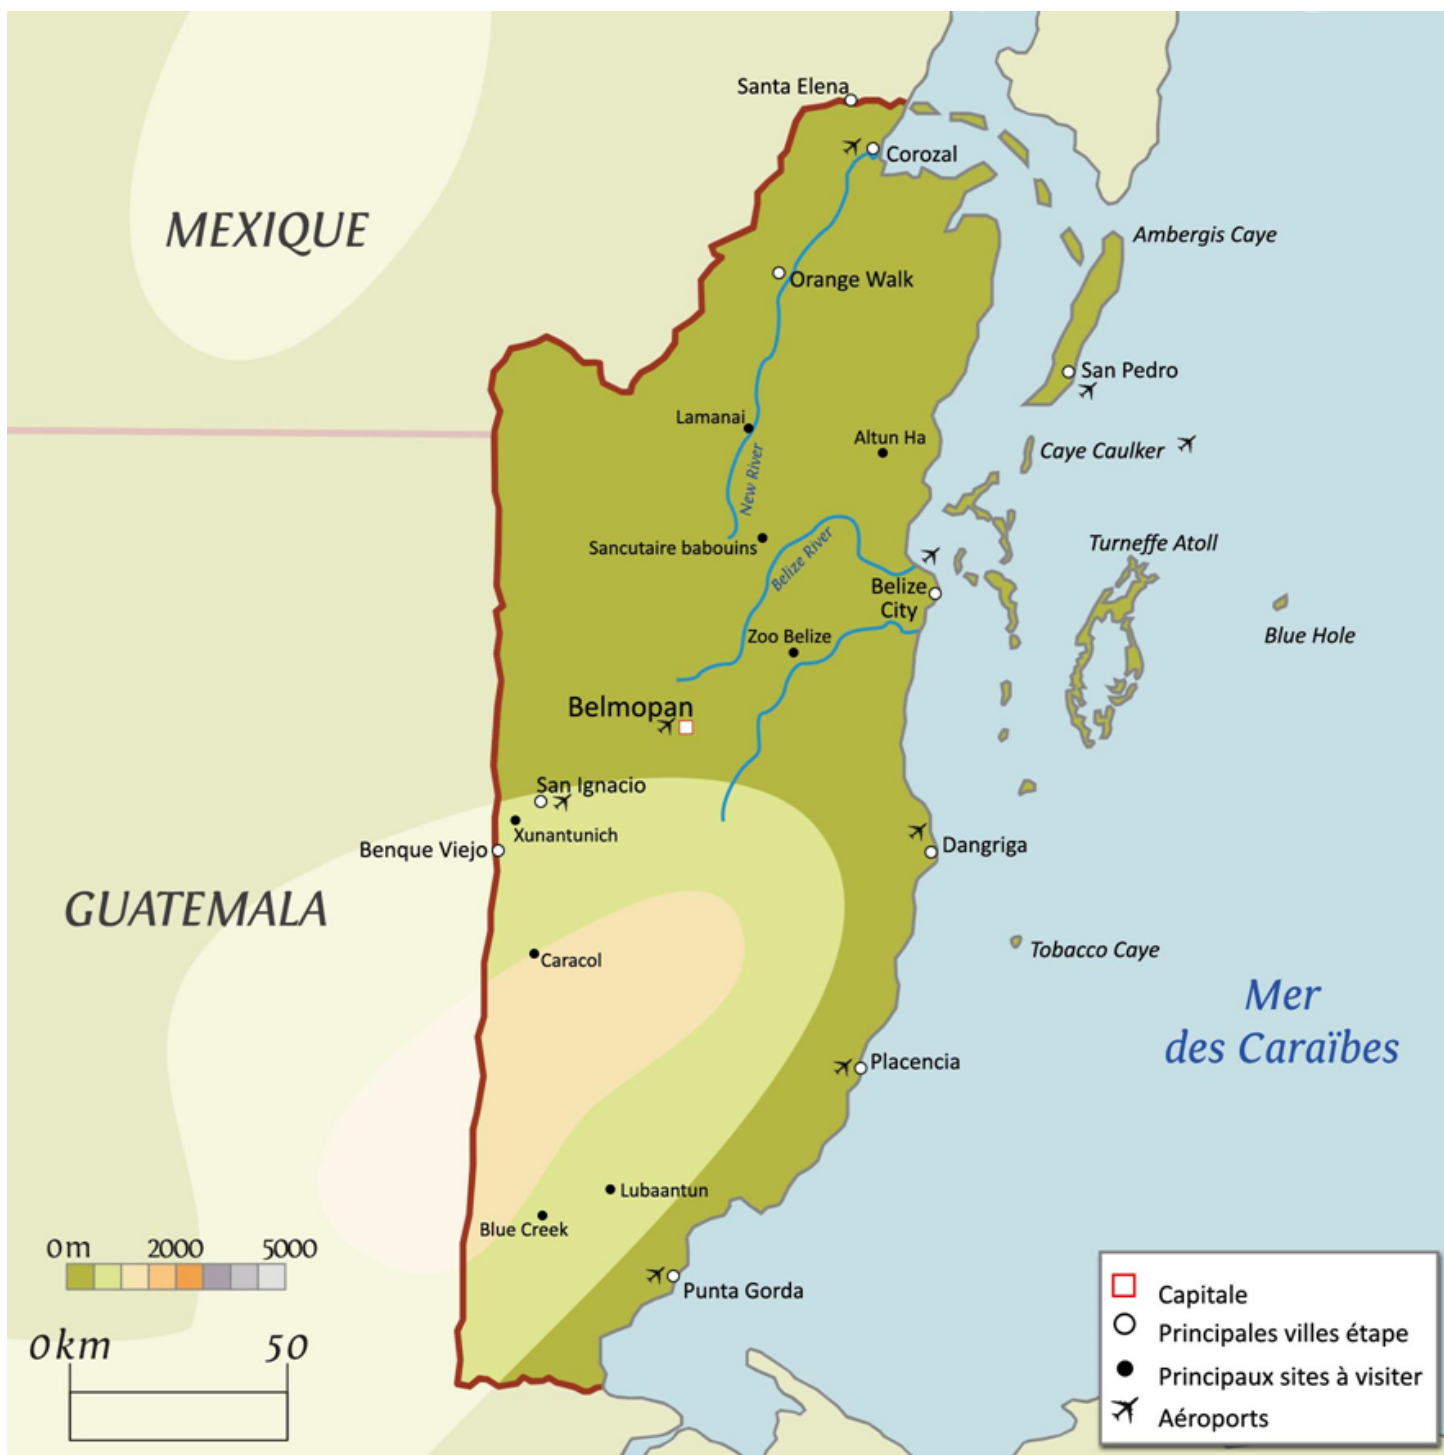 Santa Elena
Corozal
MEXIQUE
Ambergis Caye
Orange Walk
San Pedro
Lamanai
Altun Ha
Caye Caulker
New River
Sancutaire babouins
Belize River
Turneffe Atoll
Belize
City
Zoo Belize
Blue Hole
Belmopan
San Ignacio
Xunantunich
Benque Viejo
Dangriga
GUATEMALA
Caracol
Tobacco Caye
Mer
des Caraïbes
Placencia
Lubaantun
Blue Creek
Punta Gorda
0 m 2000 5000
0 km 50
Capitale
Principales villes étape
Principaux sites à visiter
Aéroports